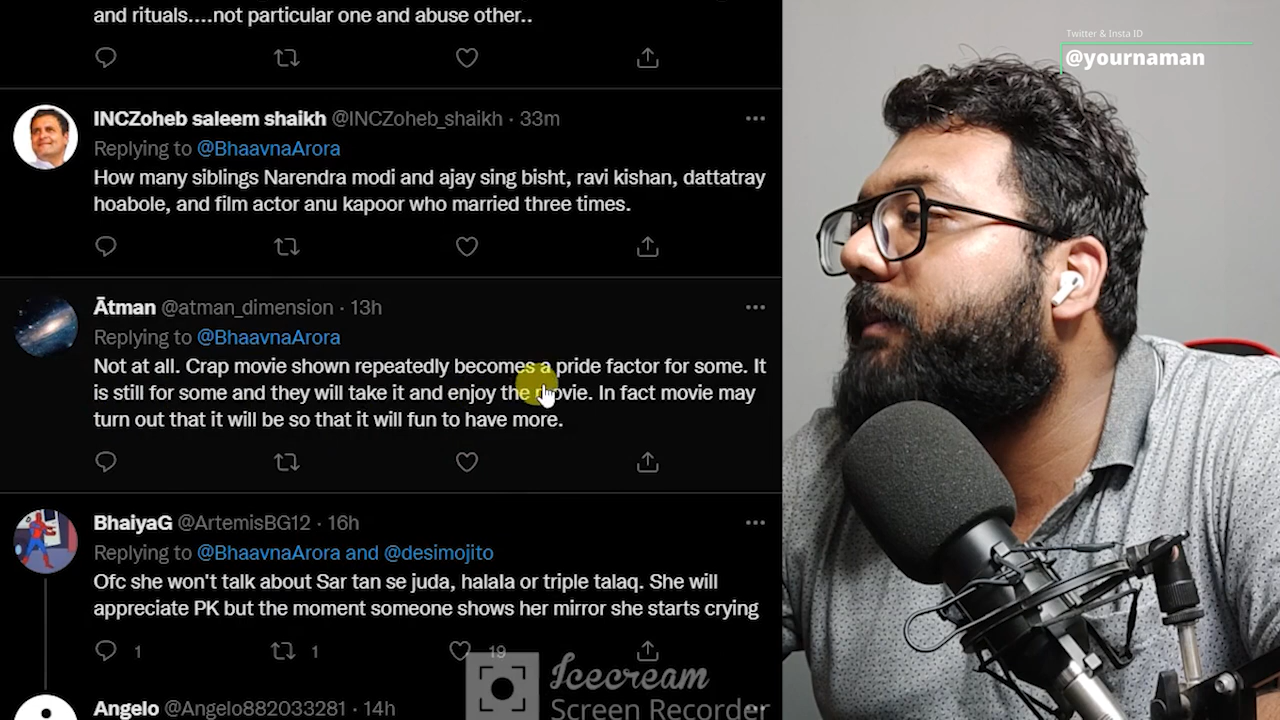 and rituals....not particular one and abuse other..
Twitter & Insta ID
@yournaman
INCZoheb saleem shaikh @INCZoheb_shaikh · 33m
Replying to @BhaavnaArora
How many siblings Narendra modi and ajay sing bisht, ravi kishan, dattatray
hoabole, and film actor anu kapoor who married three times.
Ātman @atman_dimension · 13h
Replying to @BhaavnaArora
Not at all. Crap movie shown repeatedly becomes a pride factor for some. It
is still for some and they will take it and enjoy the movie. In fact movie may
turn out that it will be so that it will fun to have more.
BhaiyaG @ArtemisBG12 · 16h
Replying to @BhaavnaArora and @desimojito
Ofc she won't talk about Sar tan se juda, halala or triple talaq. She will
appreciate PK but the moment someone shows her mirror she starts crying
1 1 19
Icecream
Screen Recorder
Angelo @Angelo882033281 · 14h